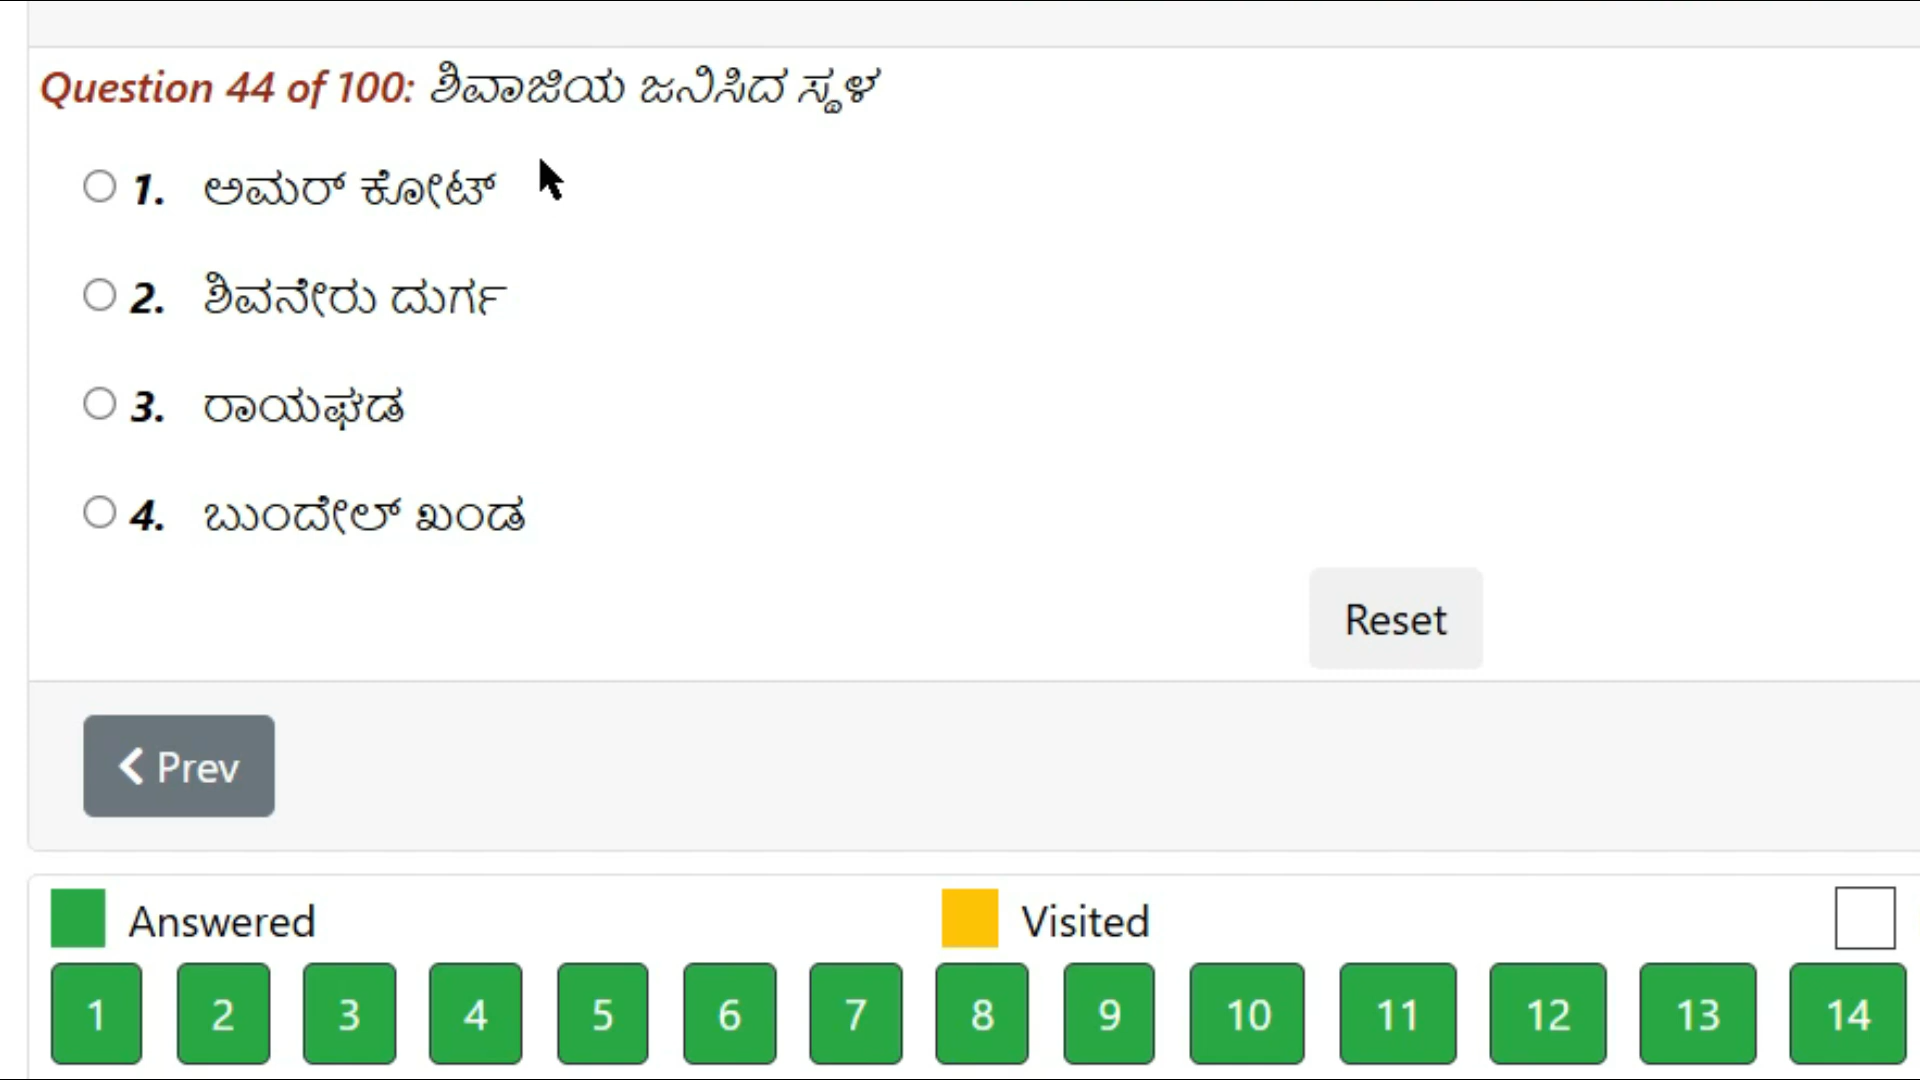 Question 44 of 100: ಶಿವಾಜಿಯ ಜನಿಸಿದ ಸ್ಥಳ
1. ಅಮರ್ ಕೋಟ್
2. ಶಿವನೇರು ದುರ್ಗ
3. ರಾಯಘಡ
4. ಬುಂದೇಲ್ ಖಂಡ
Reset
Prev
Answered Visited
1 2 3 4 5 6 7 8 9 10 11 12 13 14